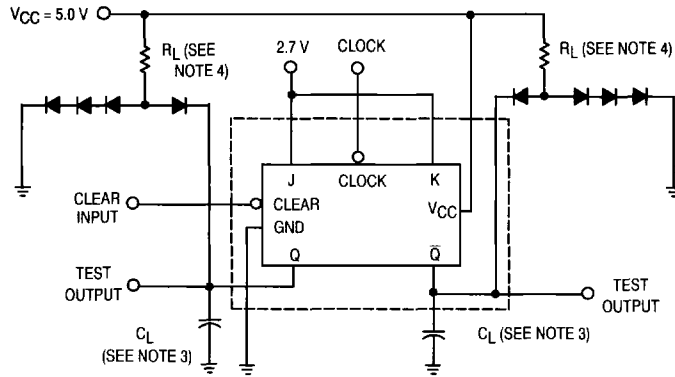 VCC = 5.0 V
RL (SEE
NOTE 4)
2.7 V
CLOCK
RL (SEE NOTE 4)
J
CLOCK
K
CLEAR
INPUT
CLEAR
VCC
GND
Q
Q̅
TEST
OUTPUT
TEST
OUTPUT
CL
(SEE NOTE 3)
CL (SEE NOTE 3)